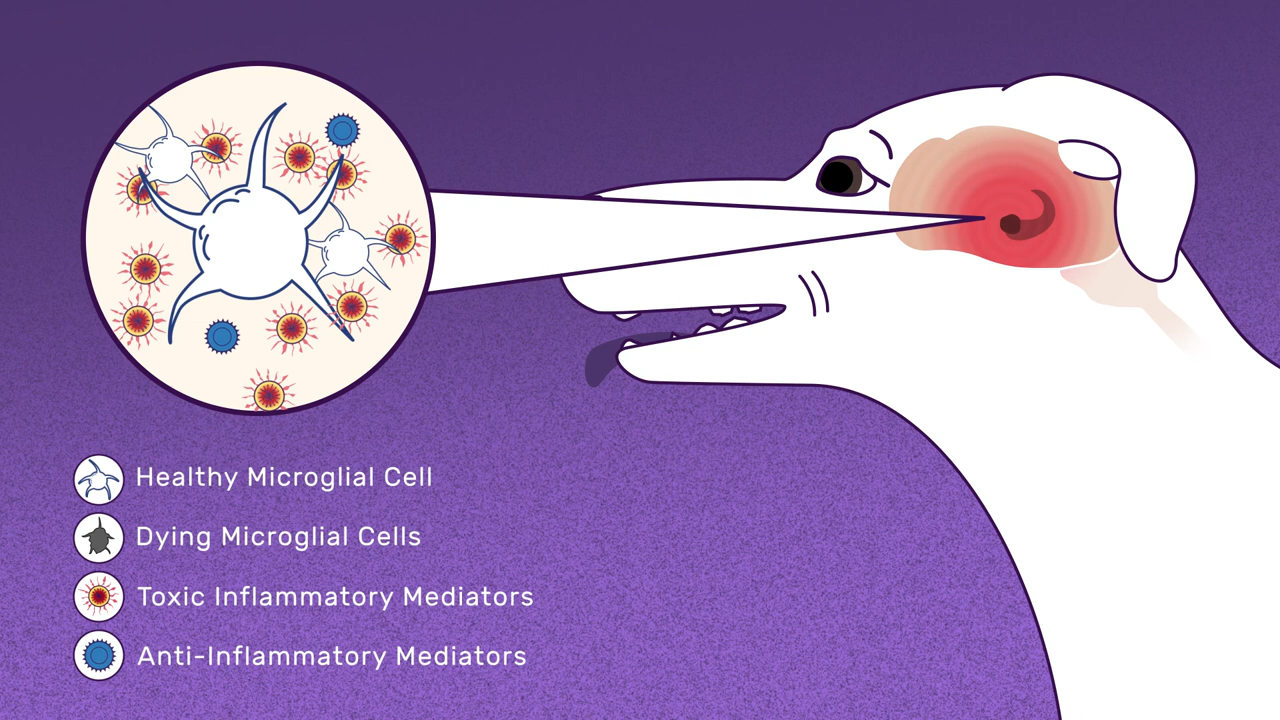 Healthy Microglial Cell
Dying Microglial Cells
Toxic Inflammatory Mediators
Anti-Inflammatory Mediators